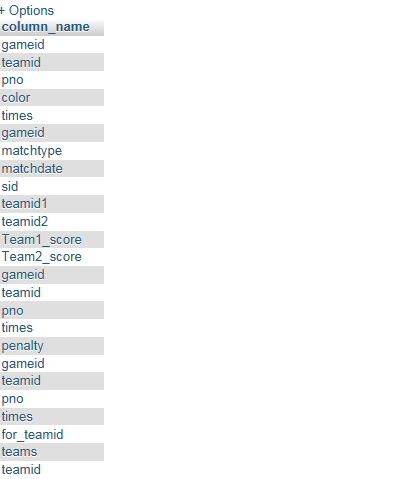 + Options
column_name
gameid
teamid
pno
color
times
gameid
matchtype
matchdate
sid
teamid1
teamid2
Team1_score
Team2_score
gameid
teamid
pno
times
penalty
gameid
teamid
pno
times
for_teamid
teams
teamid